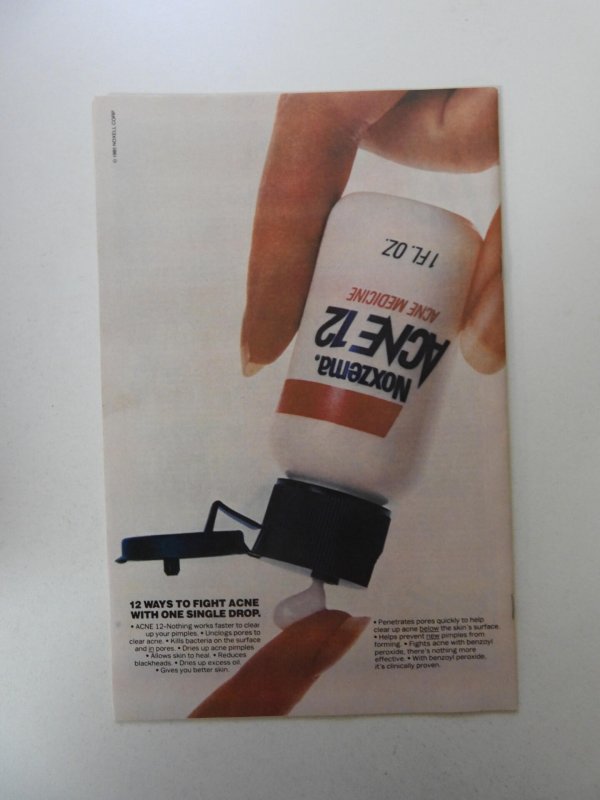 © 1985 NOXELL CORP.
1 FL. OZ.
ACNE MEDICINE
ACNE 12
Noxzema.
12 WAYS TO FIGHT ACNE
WITH ONE SINGLE DROP.
• ACNE 12-Nothing works faster to clear
up your pimples. • Unclogs pores to
clear acne. • Kills bacteria on the surface
and in pores. • Dries up acne pimples
• Allows skin to heal. • Reduces
blackheads. • Dries up excess oil.
• Gives you better skin.
• Penetrates pores quickly to help
clear up acne below the skin's surface.
• Helps prevent new pimples from
forming. • Fights acne with benzoyl
peroxide, there's nothing more
effective. • With benzoyl peroxide,
it's clinically proven.